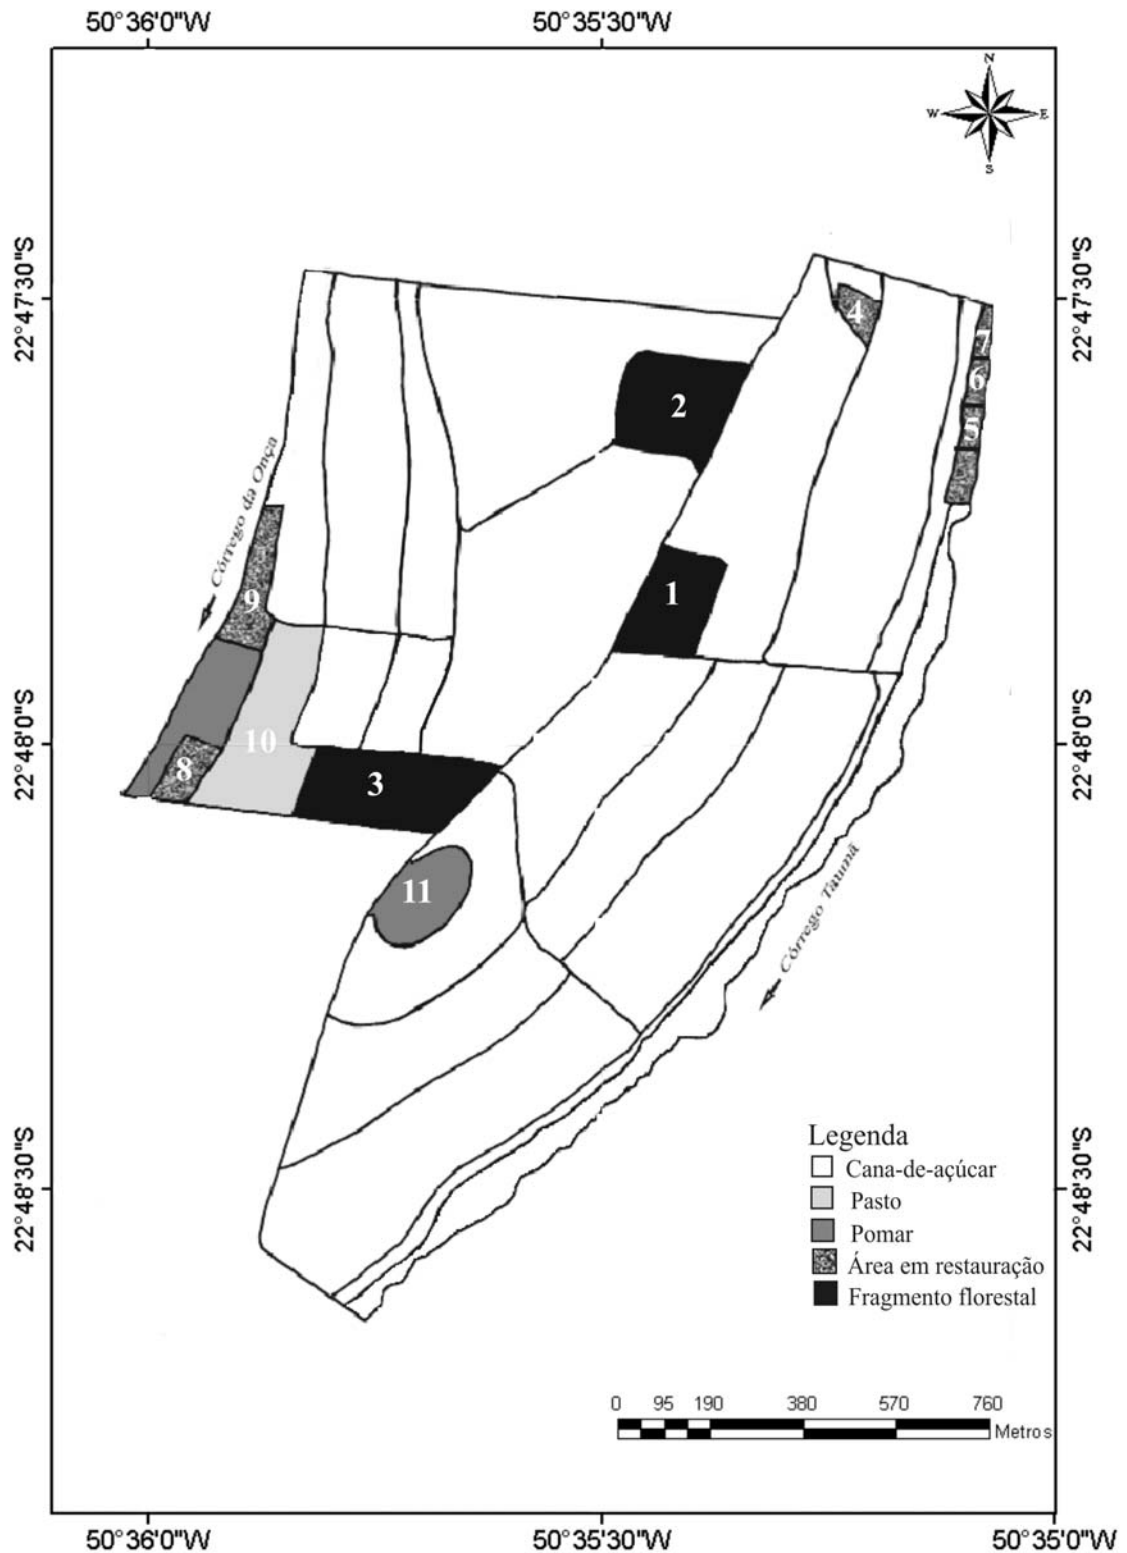 50°36'0"W 50°35'30"W
N
W E
S
22°47'30"S 22°47'30"S
4
7
6
2
5
Córrego da Onça
1
9
22°48'0"S 22°48'0"S
10
8
3
Córrego Taumã
11
Legenda
Cana-de-açúcar
22°48'30"S 22°48'30"S
Pasto
Pomar
Área em restauração
Fragmento florestal
0 95 190 380 570 760
Metros
50°36'0"W 50°35'30"W 50°35'0"W